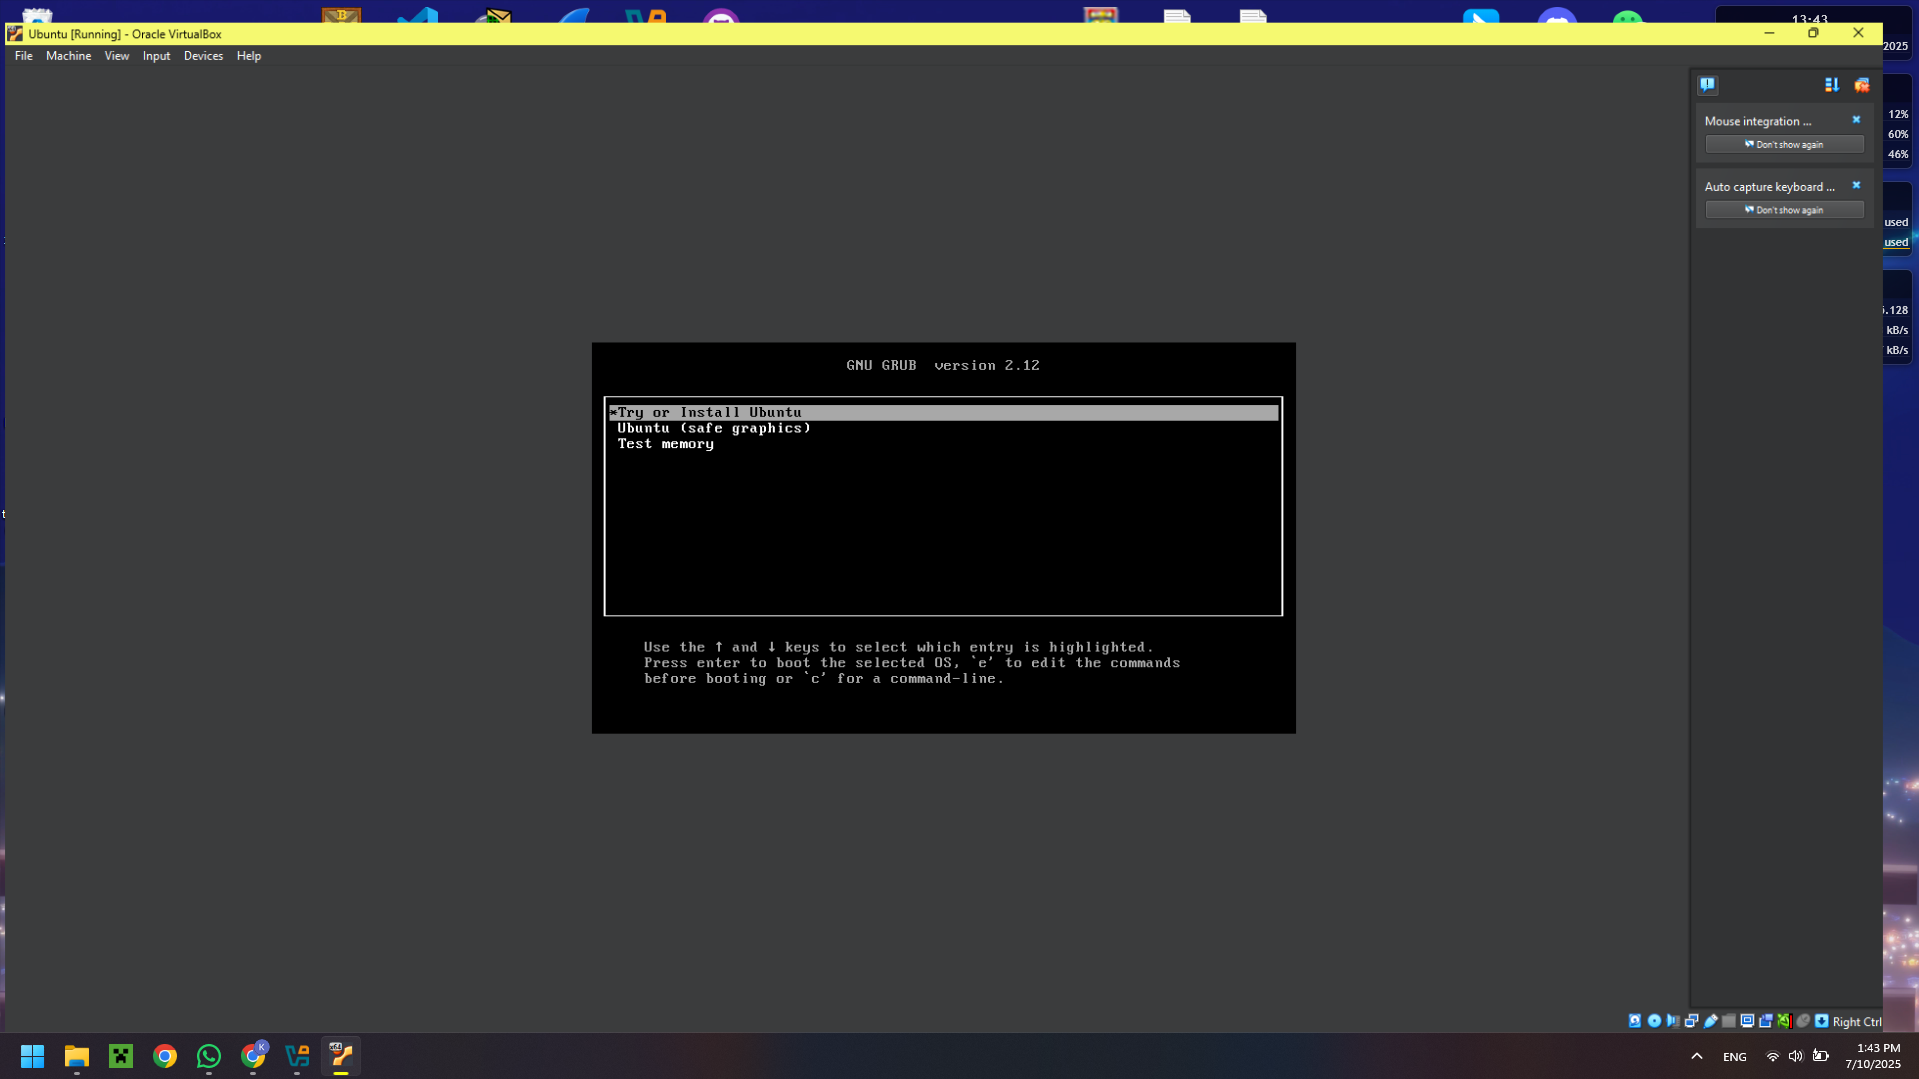 13:43
Ubuntu [Running] - Oracle VirtualBox
2025
File Machine View Input Devices Help
12%
Mouse integration ...
60%
Don't show again
46%
Auto capture keyboard ...
Don't show again
used
used
5.128
kB/s
kB/s
GNU GRUB version 2.12
*Try or Install Ubuntu
Ubuntu (safe graphics)
Test memory
Use the ↑ and ↓ keys to select which entry is highlighted.
Press enter to boot the selected OS, `e' to edit the commands
before booting or `c' for a command-line.
Right Ctrl
K
ENG
1:43 PM
7/10/2025